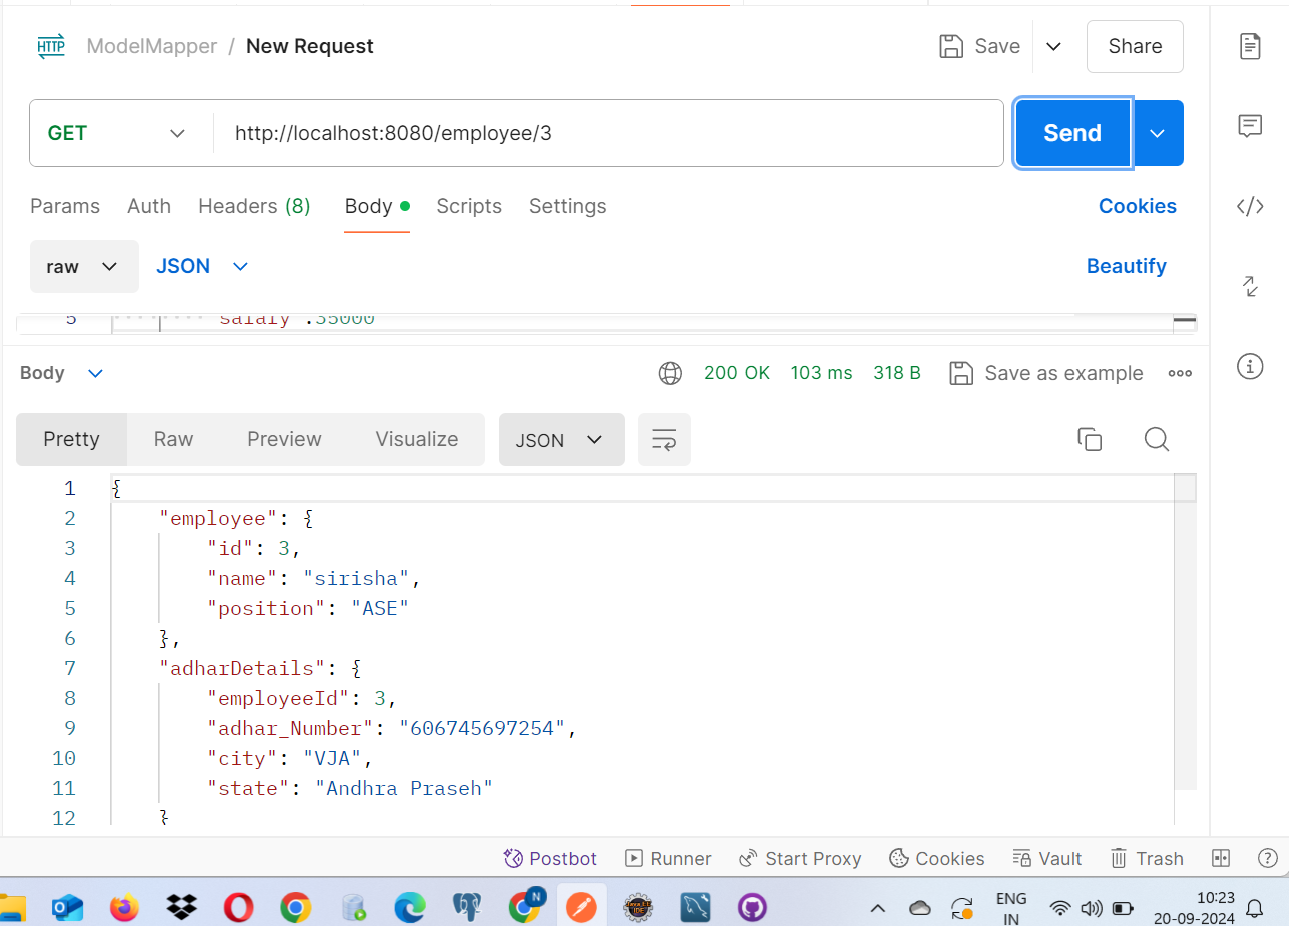 HTTP ModelMapper / New Request Save Share
GET http://localhost:8080/employee/3 Send
Params Auth Headers (8) Body Scripts Settings Cookies
raw JSON Beautify
5 salary :35000
Body 200 OK 103 ms 318 B Save as example
Pretty Raw Preview Visualize JSON
1 {
2 "employee": {
3 "id": 3,
4 "name": "sirisha",
5 "position": "ASE"
6 },
7 "adharDetails": {
8 "employeeId": 3,
9 "adhar_Number": "606745697254",
10 "city": "VJA",
11 "state": "Andhra Praseh"
12 }
Postbot Runner Start Proxy Cookies Vault Trash
N ENG 10:23
IN 20-09-2024